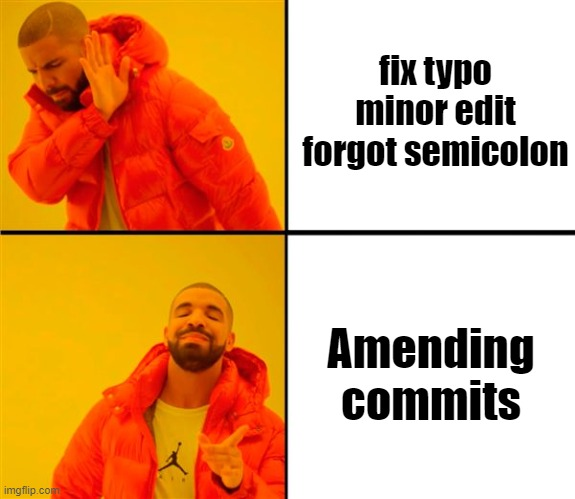 fix typo
minor edit
forgot semicolon
Amending
commits
imgflip.com